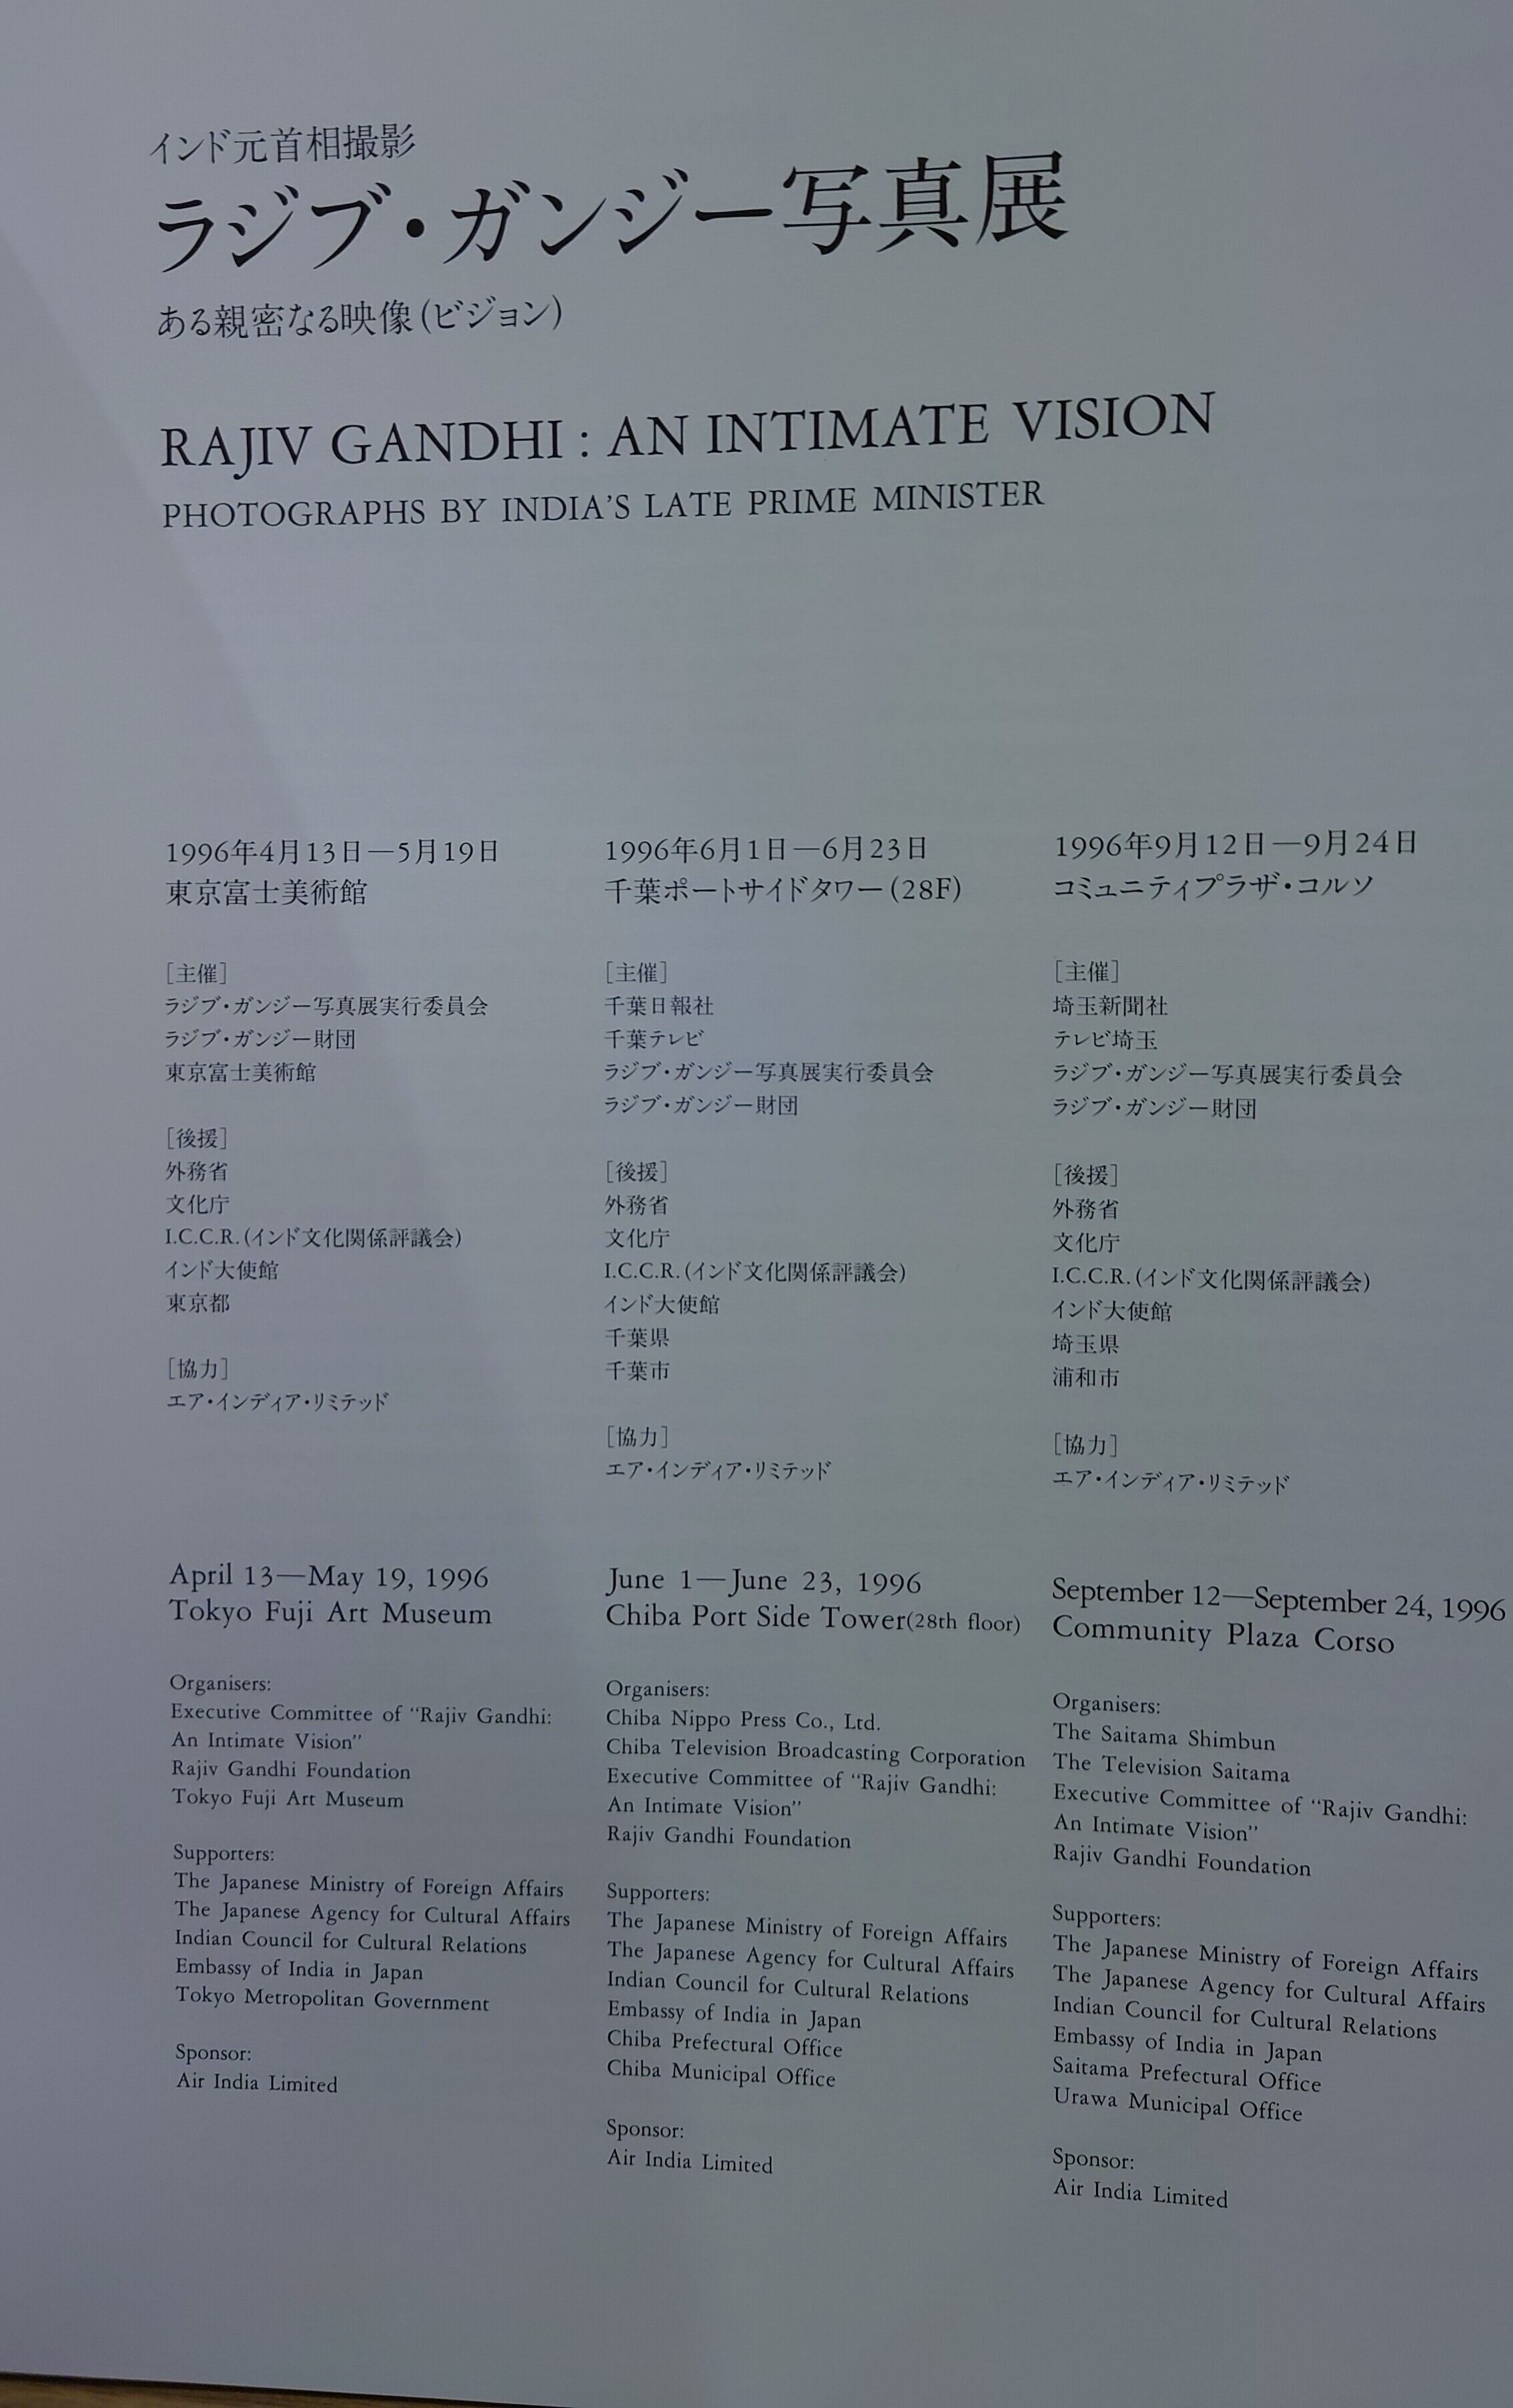 インド元首相撮影
ラジブ・ガンジー写真展
ある親密なる映像(ビジョン)
RAJIV GANDHI : AN INTIMATE VISION
PHOTOGRAPHS BY INDIA'S LATE PRIME MINISTER
1996年4月13日―5月19日
東京富士美術館
[主催]
ラジブ・ガンジー写真展実行委員会
ラジブ・ガンジー財団
東京富士美術館
[後援]
外務省
文化庁
I.C.C.R.(インド文化関係評議会)
インド大使館
東京都
[協力]
エア・インディア・リミテッド
1996年6月1日―6月23日
千葉ポートサイドタワー(28F)
[主催]
千葉日報社
千葉テレビ
ラジブ・ガンジー写真展実行委員会
ラジブ・ガンジー財団
[後援]
外務省
文化庁
I.C.C.R.(インド文化関係評議会)
インド大使館
千葉県
千葉市
[協力]
エア・インディア・リミテッド
1996年9月12日―9月24日
コミュニティプラザ・コルソ
[主催]
埼玉新聞社
テレビ埼玉
ラジブ・ガンジー写真展実行委員会
ラジブ・ガンジー財団
[後援]
外務省
文化庁
I.C.C.R.(インド文化関係評議会)
インド大使館
埼玉県
浦和市
[協力]
エア・インディア・リミテッド
April 13—May 19, 1996
Tokyo Fuji Art Museum
Organisers:
Executive Committee of "Rajiv Gandhi:
An Intimate Vision"
Rajiv Gandhi Foundation
Tokyo Fuji Art Museum
Supporters:
The Japanese Ministry of Foreign Affairs
The Japanese Agency for Cultural Affairs
Indian Council for Cultural Relations
Embassy of India in Japan
Tokyo Metropolitan Government
Sponsor:
Air India Limited
June 1—June 23, 1996
Chiba Port Side Tower(28th floor)
Organisers:
Chiba Nippo Press Co., Ltd.
Chiba Television Broadcasting Corporation
Executive Committee of "Rajiv Gandhi:
An Intimate Vision"
Rajiv Gandhi Foundation
Supporters:
The Japanese Ministry of Foreign Affairs
The Japanese Agency for Cultural Affairs
Indian Council for Cultural Relations
Embassy of India in Japan
Chiba Prefectural Office
Chiba Municipal Office
Sponsor:
Air India Limited
September 12—September 24, 1996
Community Plaza Corso
Organisers:
The Saitama Shimbun
The Television Saitama
Executive Committee of "Rajiv Gandhi:
An Intimate Vision"
Rajiv Gandhi Foundation
Supporters:
The Japanese Ministry of Foreign Affairs
The Japanese Agency for Cultural Affairs
Indian Council for Cultural Relations
Embassy of India in Japan
Saitama Prefectural Office
Urawa Municipal Office
Sponsor:
Air India Limited